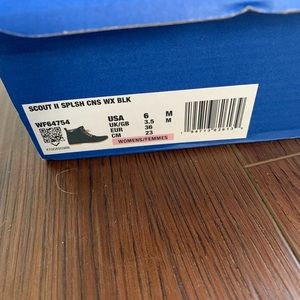 SCOUT II SPLSH CNS WX BLK
WF64754
USA 6 M
UK/GB 3.5 M
EUR 36
CM 23
WOMENS/FEMMES